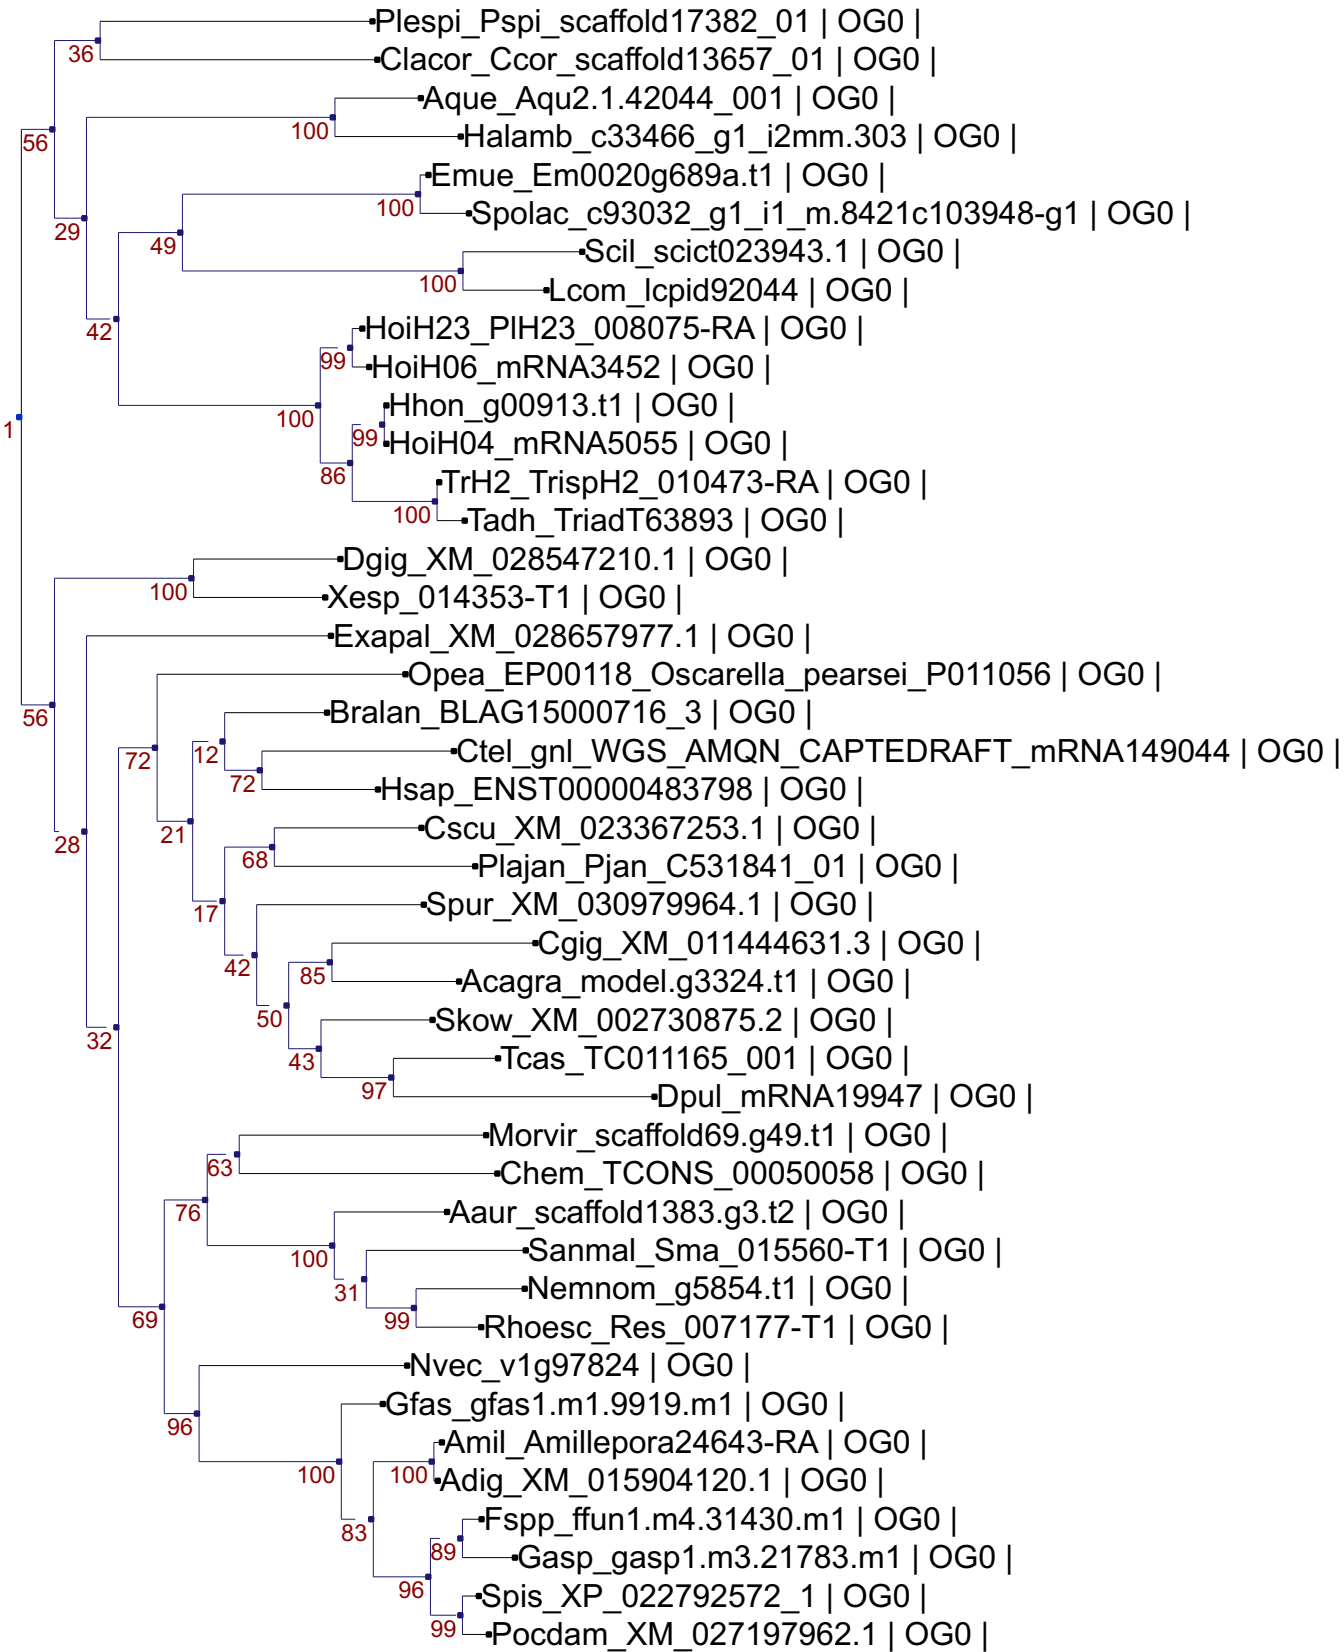 Plespi_Pspi_scaffold17382_01 | OG0 |
36
Clacor_Ccor_scaffold13657_01 | OG0 |
Aque_Aqu2.1.42044_001 | OG0 |
100
Halamb_c33466_g1_i2mm.303 | OG0 |
56
Emue_Em0020g689a.t1 | OG0 |
100
Spolac_c93032_g1_i1_m.8421c103948-g1 | OG0 |
29
49
Scil_scict023943.1 | OG0 |
100
Lcom_lcpid92044 | OG0 |
42
HoiH23_PlH23_008075-RA | OG0 |
99
HoiH06_mRNA3452 | OG0 |
100
Hhon_g00913.t1 | OG0 |
1
99
HoiH04_mRNA5055 | OG0 |
86
TrH2_TrispH2_010473-RA | OG0 |
100
Tadh_TriadT63893 | OG0 |
Dgig_XM_028547210.1 | OG0 |
100
Xesp_014353-T1 | OG0 |
Exapal_XM_028657977.1 | OG0 |
Opea_EP00118_Oscarella_pearsei_P011056 | OG0 |
56
Bralan_BLAG15000716_3 | OG0 |
72
12
Ctel_gnl_WGS_AMQN_CAPTEDRAFT_mRNA149044 | OG0 |
72
Hsap_ENST00000483798 | OG0 |
28
21
Cscu_XM_023367253.1 | OG0 |
68
Plajan_Pjan_C531841_01 | OG0 |
17
Spur_XM_030979964.1 | OG0 |
Cgig_XM_011444631.3 | OG0 |
42
85
Acagra_model.g3324.t1 | OG0 |
50
Skow_XM_002730875.2 | OG0 |
32
43
Tcas_TC011165_001 | OG0 |
97
Dpul_mRNA19947 | OG0 |
Morvir_scaffold69.g49.t1 | OG0 |
63
Chem_TCONS_00050058 | OG0 |
76
Aaur_scaffold1383.g3.t2 | OG0 |
100
Sanmal_Sma_015560-T1 | OG0 |
31
Nemnom_g5854.t1 | OG0 |
69
99
Rhoesc_Res_007177-T1 | OG0 |
Nvec_v1g97824 | OG0 |
Gfas_gfas1.m1.9919.m1 | OG0 |
96
Amil_Amillepora24643-RA | OG0 |
100
100
Adig_XM_015904120.1 | OG0 |
Fspp_ffun1.m4.31430.m1 | OG0 |
83
89
Gasp_gasp1.m3.21783.m1 | OG0 |
96
Spis_XP_022792572_1 | OG0 |
99
Pocdam_XM_027197962.1 | OG0 |